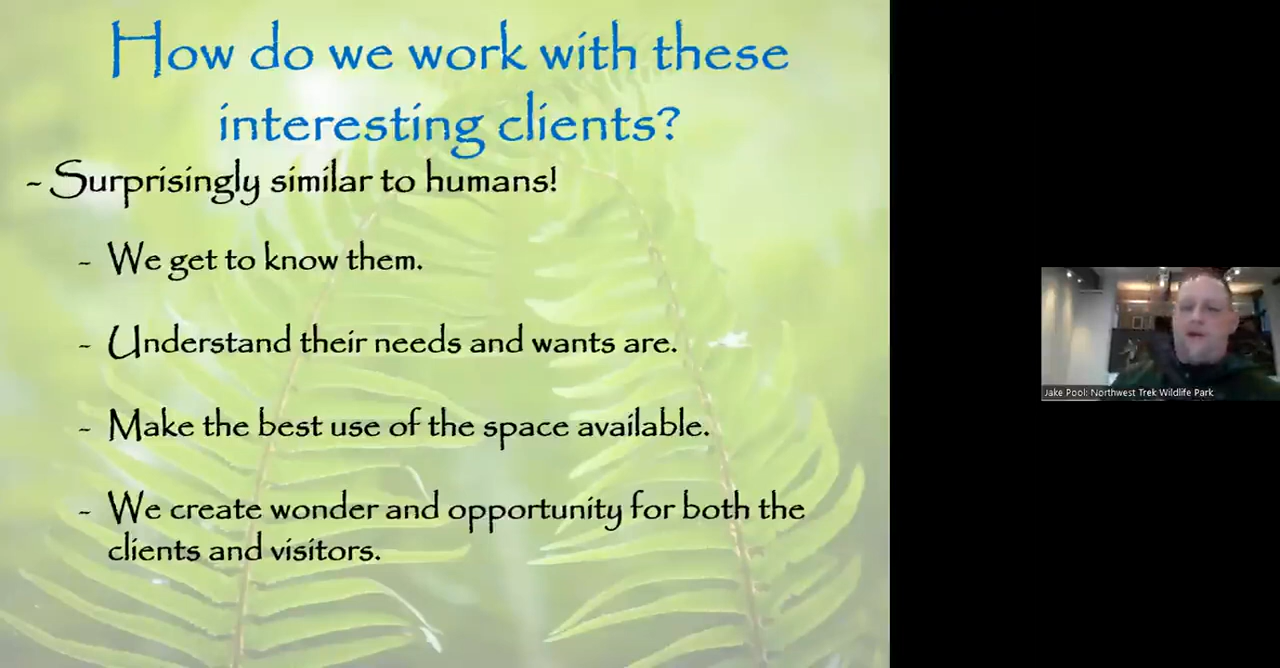 How do we work with these
interesting clients?
- Surprisingly similar to humans!
- We get to know them.
- Understand their needs and wants are.
- Make the best use of the space available.
- We create wonder and opportunity for both the
clients and visitors.
Jake Pool: Northwest Trek Wildlife Park